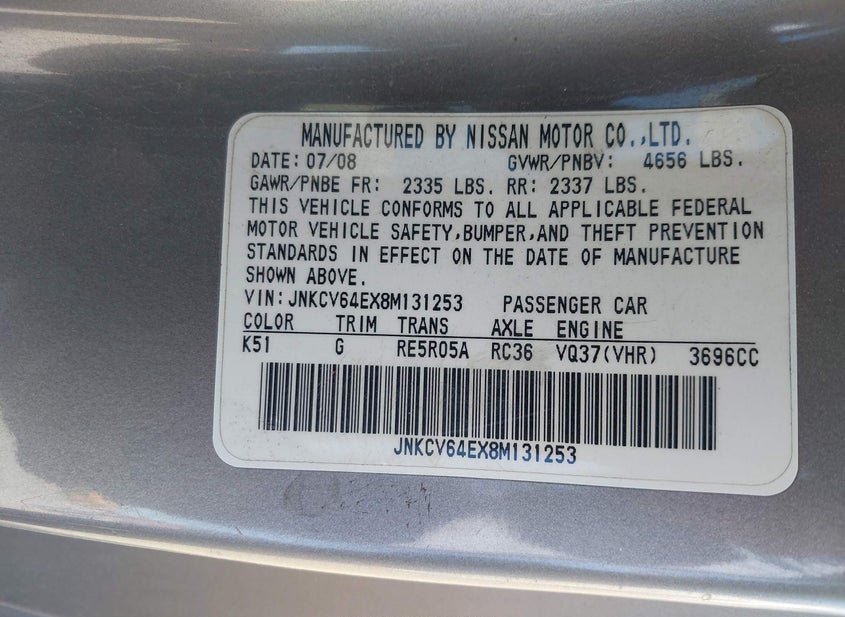 MANUFACTURED BY NISSAN MOTOR CO.,LTD.
DATE: 07/08 GVWR/PNBV: 4656 LBS.
GAWR/PNBE FR: 2335 LBS. RR: 2337 LBS.
THIS VEHICLE CONFORMS TO ALL APPLICABLE FEDERAL
MOTOR VEHICLE SAFETY,BUMPER,AND THEFT PREVENTION
STANDARDS IN EFFECT ON THE DATE OF MANUFACTURE
SHOWN ABOVE.
VIN:JNKCV64EX8M131253 PASSENGER CAR
COLOR TRIM TRANS AXLE ENGINE
K51 G RE5R05A RC36 VQ37(VHR) 3696CC
JNKCV64EX8M131253